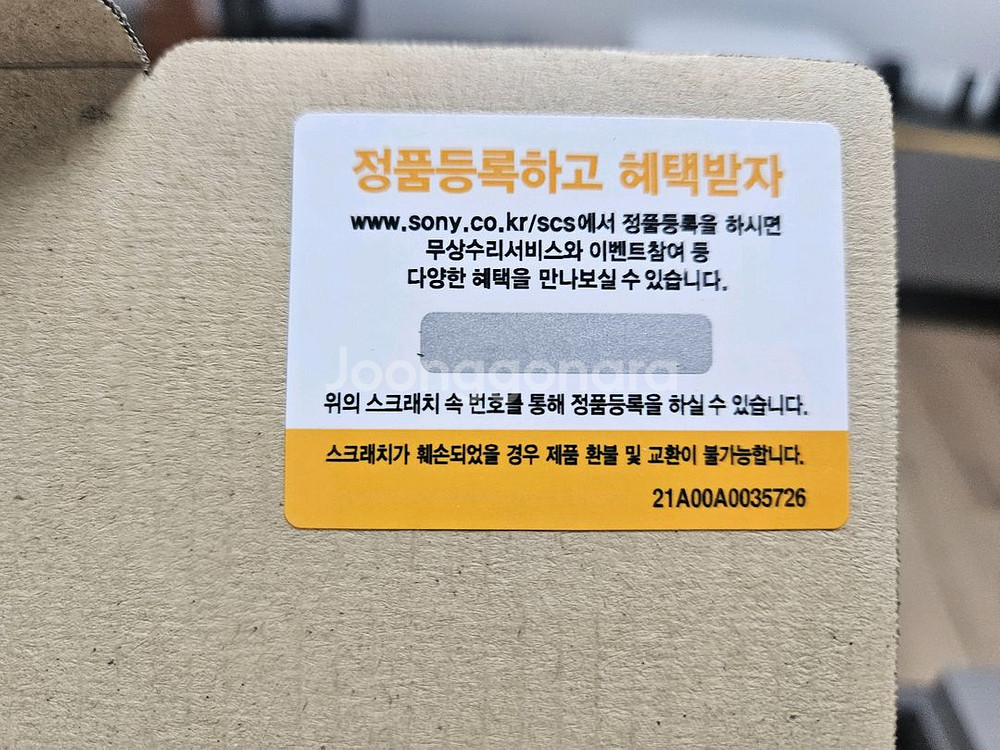 정품등록하고 혜택받자
www.sony.co.kr/scs에서 정품등록을 하시면
무상수리서비스와 이벤트참여 등
다양한 혜택을 만나보실 수 있습니다.
Joonggonara
위의 스크래치 속 번호를 통해 정품등록을 하실 수 있습니다.
스크래치가 훼손되었을 경우 제품 환불 및 교환이 불가능합니다.
21A00A0035726